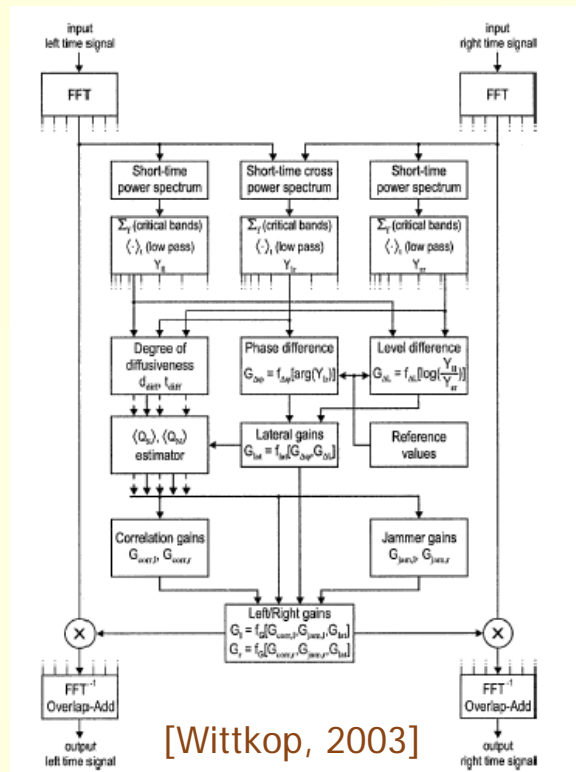 input
left time signal
input
right time signall
FFT
FFT
Short-time
power spectrum
Short-time cross
power spectrum
Short-time
power spectrum
Σf (critical bands)
⟨·⟩t (low pass)
Yll
Σf (critical bands)
⟨·⟩t (low pass)
Ylr
Σf (critical bands)
⟨·⟩t (low pass)
Yrr
Degree of
diffusiveness
ddiff, tdiff
Phase difference
GΔφ = fΔφ[arg(Ylr)]
Level difference
GΔL = fΔL[log(Yll/Yrr)]
⟨QS⟩, ⟨QN⟩
estimator
Lateral gains
Glat = flat[GΔφ,GΔL]
Reference
values
Correlation gains
Gcorr,l, Gcorr,r
Jammer gains
Gjam,l, Gjam,r
Left/Right gains
Gl = fG[Gcorr,l,Gjam,l,Glat]
Gr = fG[Gcorr,r,Gjam,r,Glat]
×
×
FFT-1
Overlap-Add
FFT-1
Overlap-Add
output
left time signal
output
right time signal
[Wittkop, 2003]